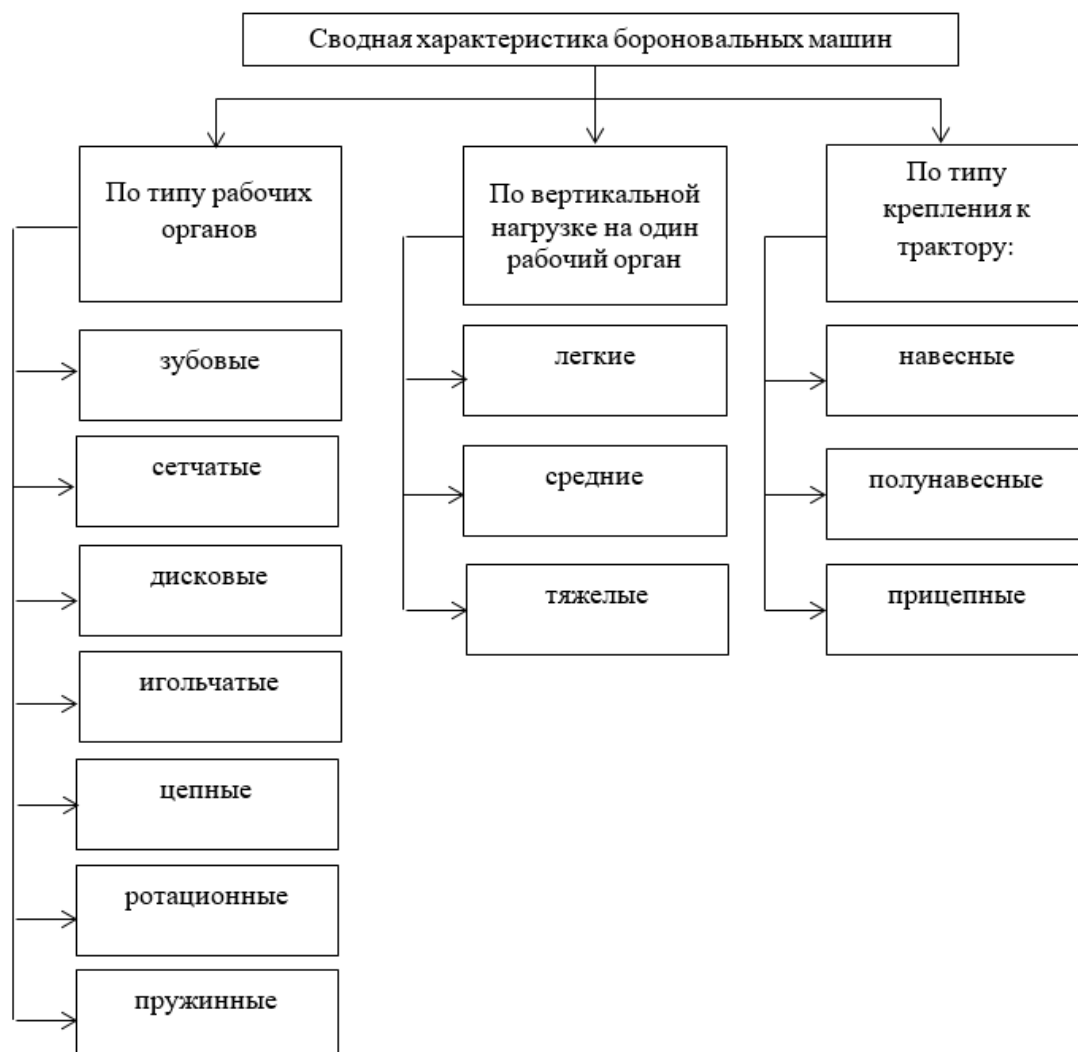 Сводная характеристика бороновальных машин
По типу рабочих
органов
зубовые
сетчатые
дисковые
игольчатые
цепные
ротационные
пружинные
По вертикальной
нагрузке на один
рабочий орган
легкие
средние
тяжелые
По типу
крепления к
трактору:
навесные
полунавесные
прицепные